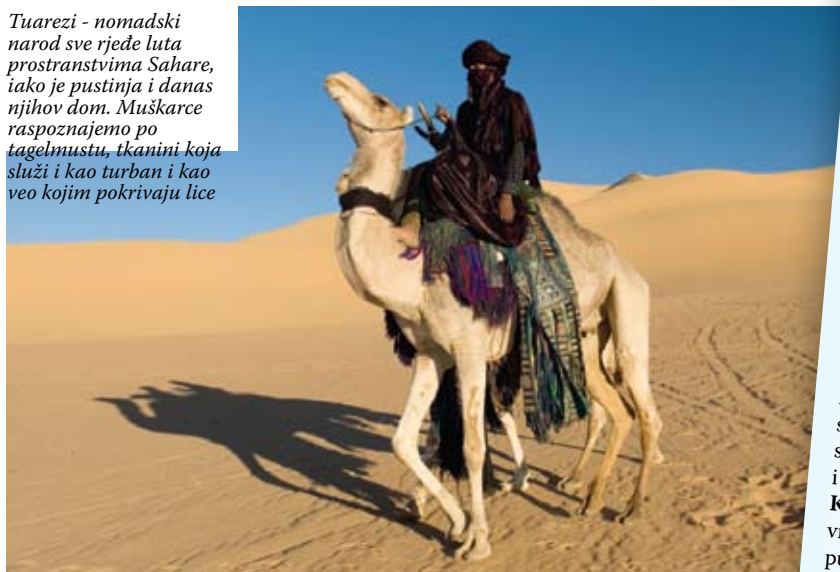 Tuarezi - nomadski
narod sve rjeđe luta
prostranstvima Sahare,
iako je pustinja i danas
njihov dom. Muškarce
raspoznajemo po
tagelmustu, tkanini koja
služi i kao turban i kao
veo kojim pokrivaju lice
i